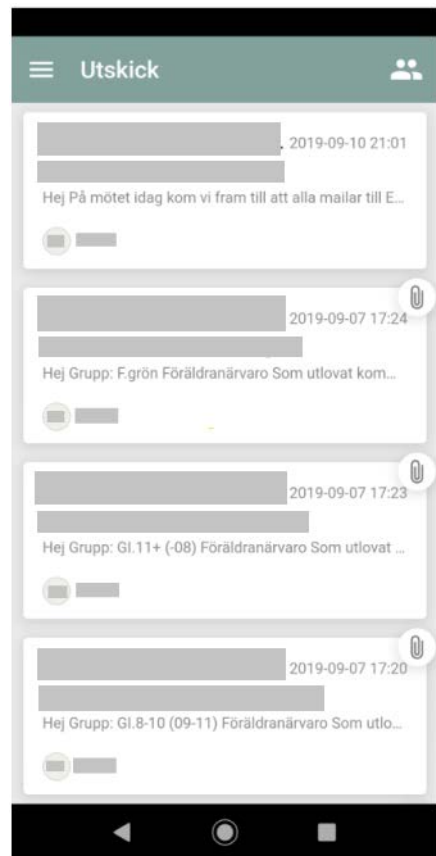 Utskick
2019-09-10 21:01
Hej På mötet idag kom vi fram till att alla mailar till E...
2019-09-07 17:24
Hej Grupp: F.grön Föräldranärvaro Som utlovat kom...
2019-09-07 17:23
Hej Grupp: GI.11+ (-08) Föräldranärvaro Som utlovat ...
2019-09-07 17:20
Hej Grupp: GI.8-10 (09-11) Föräldranärvaro Som utlo...